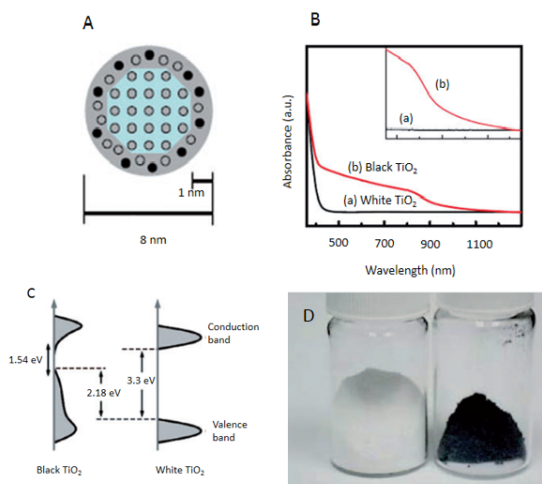 A
1 nm
8 nm
B
(b)
(a)
(b) Black TiO₂
(a) White TiO₂
Absorbance (a.u.)
500 700 900 1100
Wavelength (nm)
C
Conduction
band
1.54 eV
2.18 eV
3.3 eV
Valence
band
Black TiO₂
White TiO₂
D